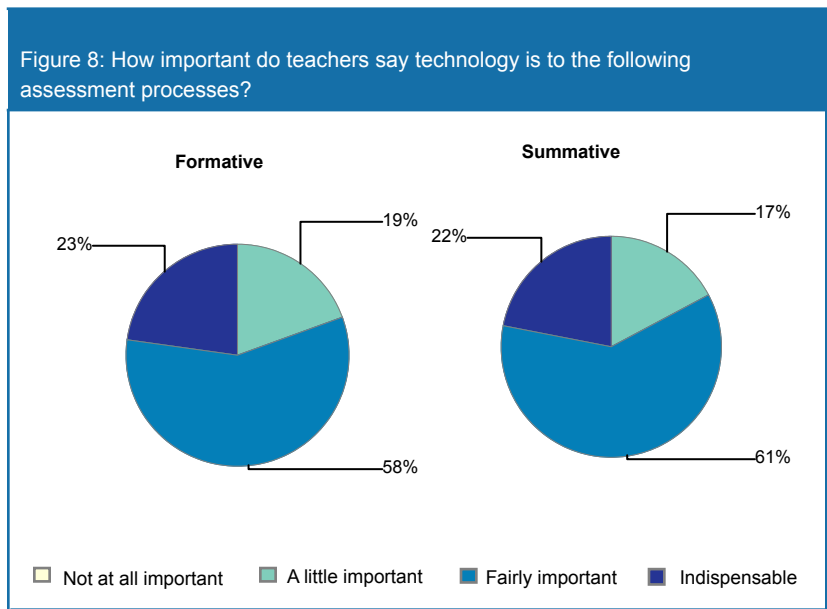 Figure 8: How important do teachers say technology is to the following
assessment processes?
Formative
Summative
19%
23%
58%
17%
22%
61%
Not at all important
A little important
Fairly important
Indispensable